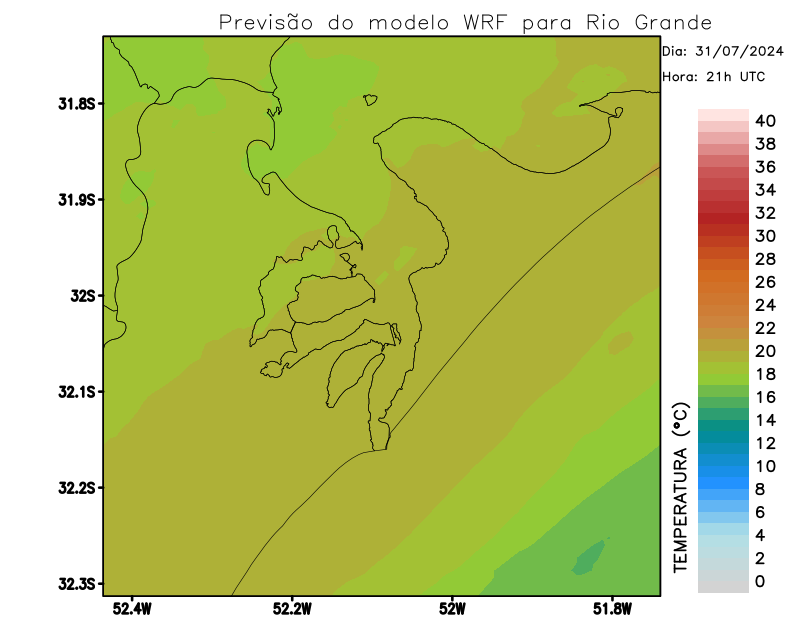 Previsão do modelo WRF para Rio Grande
Dia: 31/07/2024
Hora: 21h UTC
31.8S
31.9S
32S
32.1S
32.2S
32.3S
52.4W
52.2W
52W
51.8W
TEMPERATURA (°C)
40
38
36
34
32
30
28
26
24
22
20
18
16
14
12
10
8
6
4
2
0